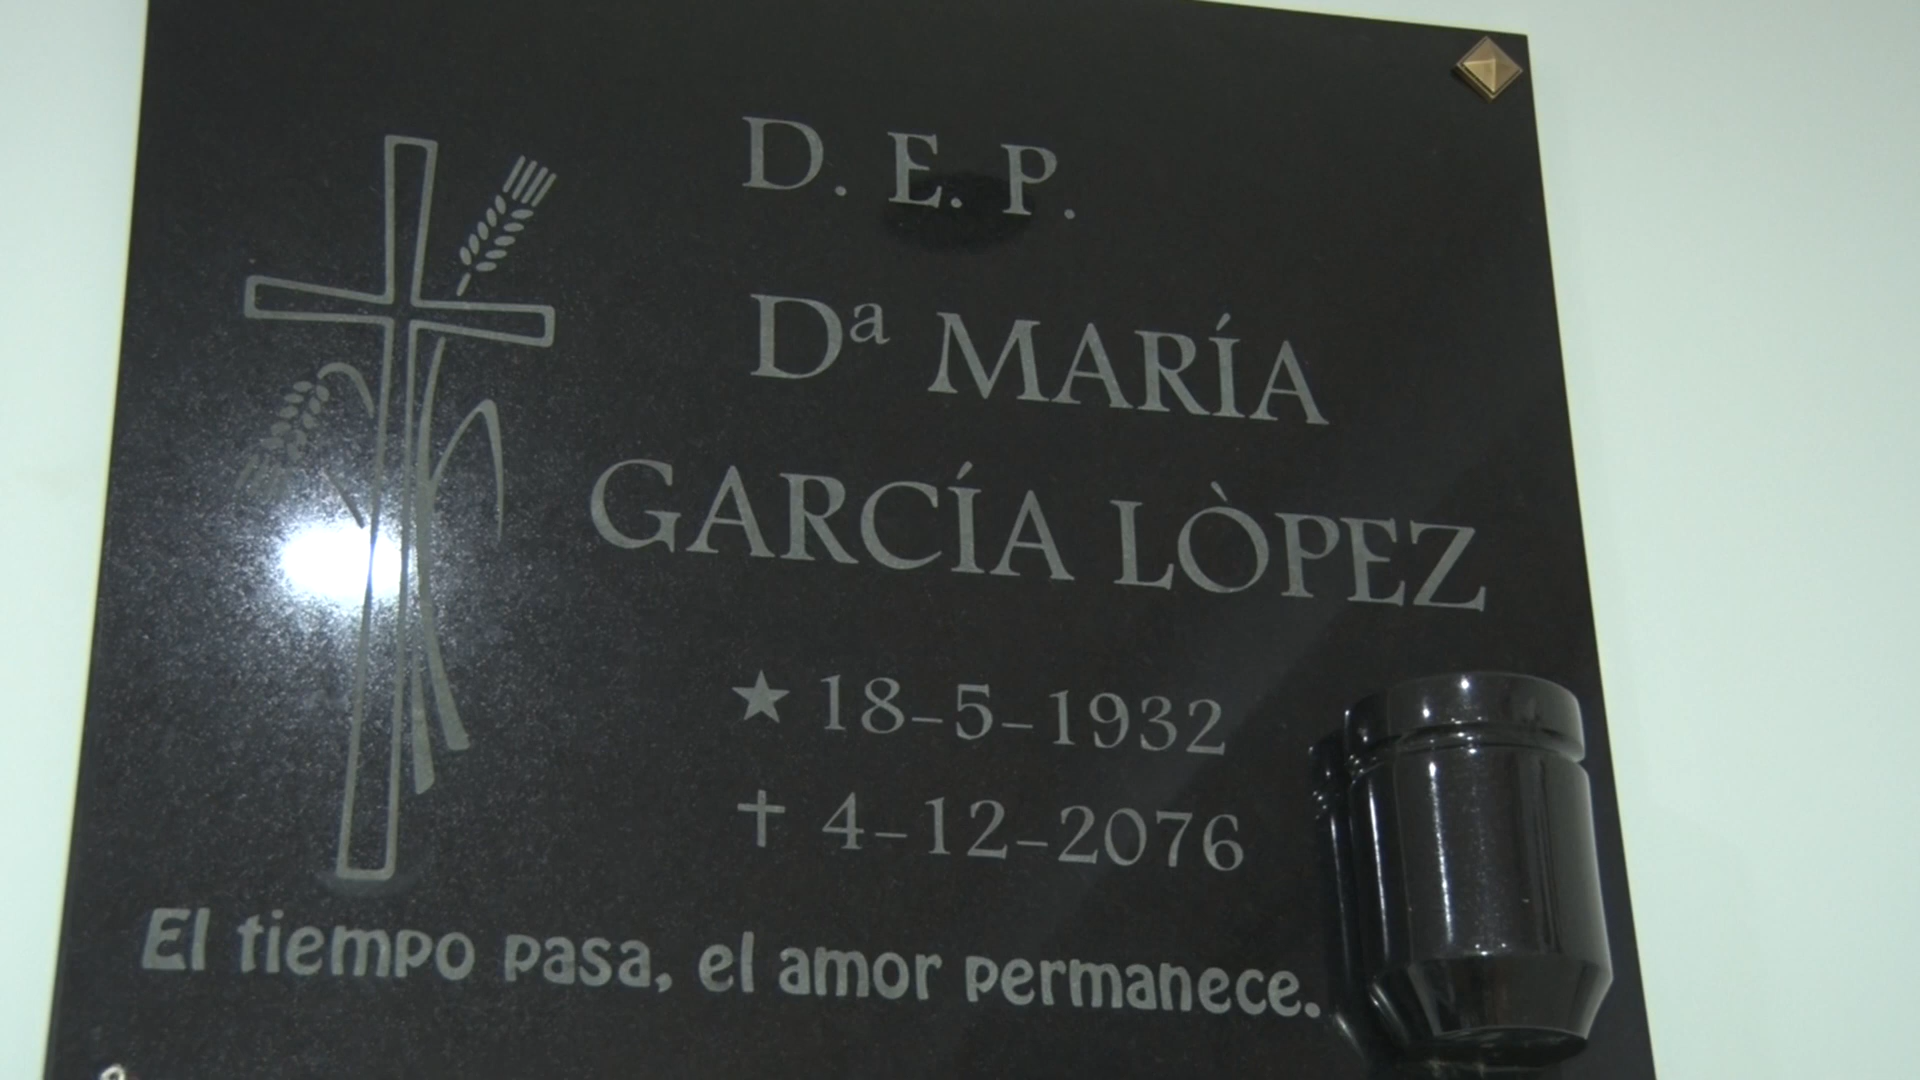 D. E. P.
Dª MARÍA
GARCÍA LÒPEZ
★ 18-5-1932
✝ 4-12-2076
El tiempo pasa, el amor permanece.